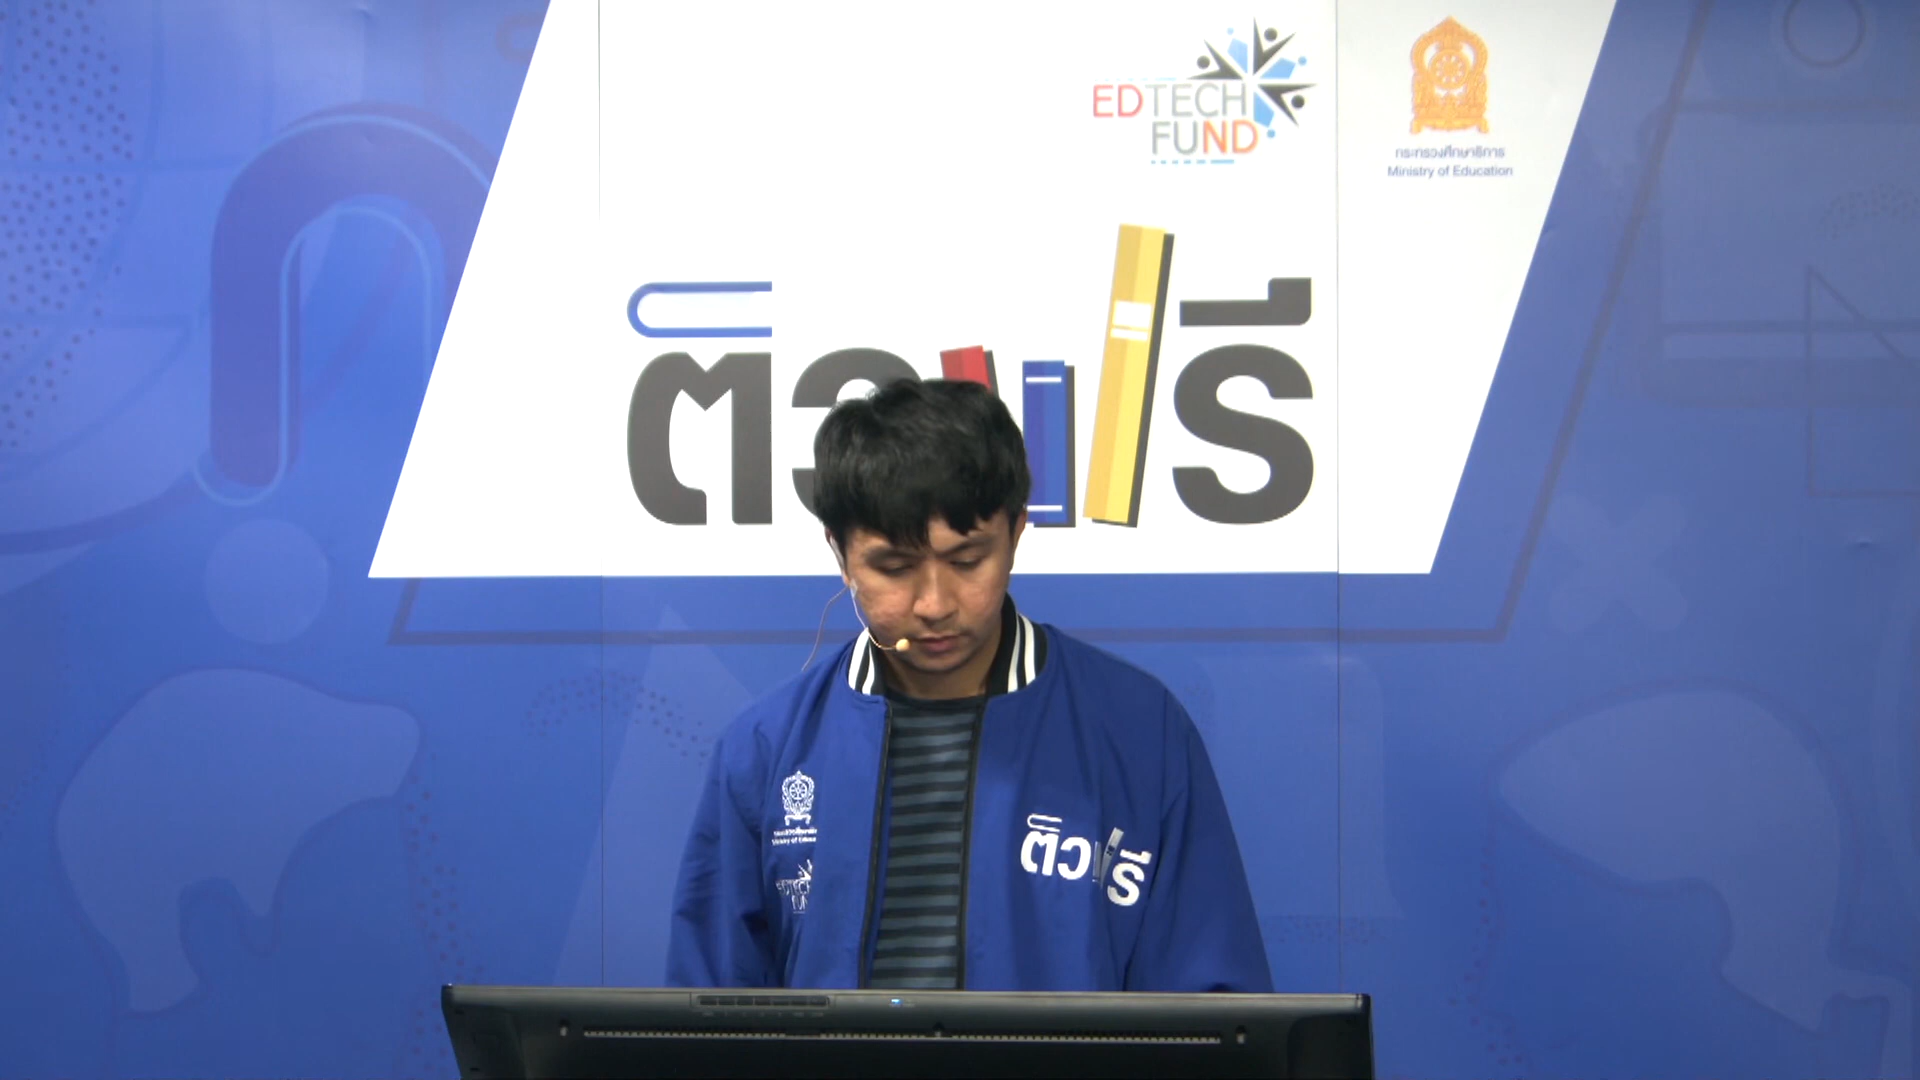 EDTECH
FUND
กระทรวงศึกษาธิการ
Ministry of Education
ติวฟรี
ติวฟรี